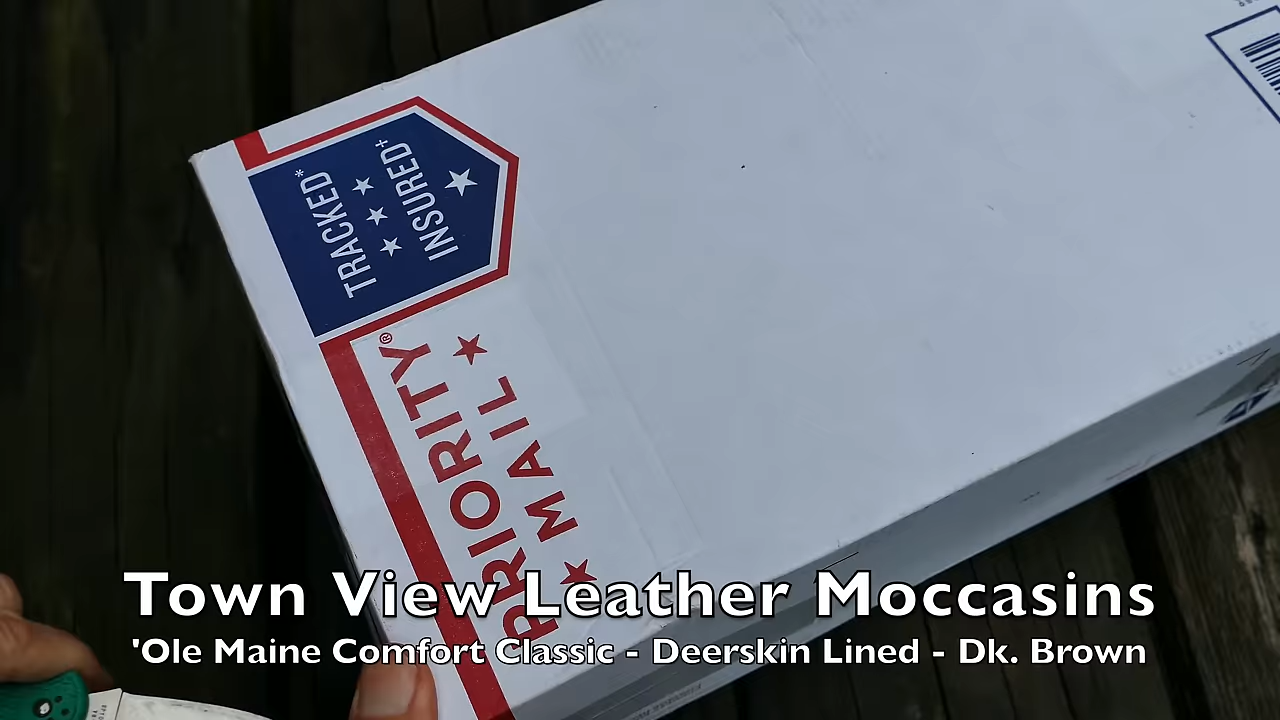 TRACKED*
INSURED†
PRIORITY®
MAIL
Town View Leather Moccasins
'Ole Maine Comfort Classic - Deerskin Lined - Dk. Brown